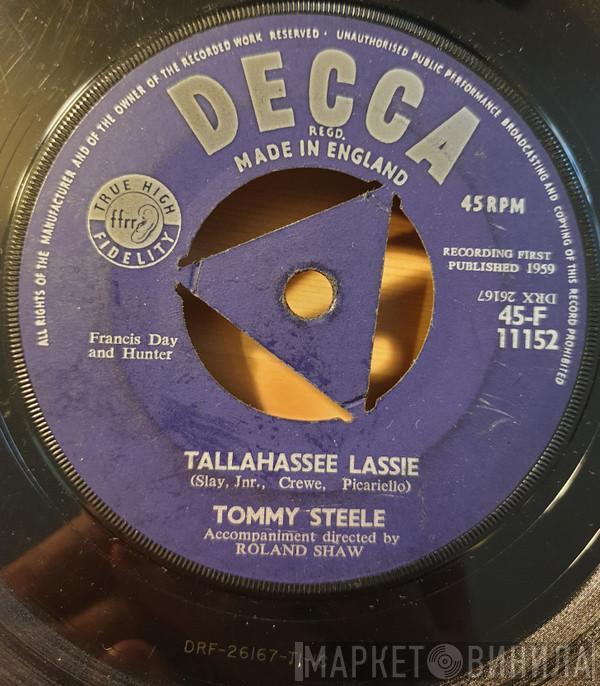 ALL RIGHTS OF THE MANUFACTURER AND OF THE OWNER OF THE RECORDED WORK RESERVED · UNAUTHORISED PUBLIC PERFORMANCE BROADCASTING AND COPYING OF THIS RECORD PROHIBITED
DECCA
REGD.
MADE IN ENGLAND
TRUE HIGH
ffrr
FIDELITY
45 RPM
RECORDING FIRST
PUBLISHED 1959
DRX 26167
45-F
11152
Francis Day
and Hunter
TALLAHASSEE LASSIE
(Slay, Jnr., Crewe, Picariello)
TOMMY STEELE
Accompaniment directed by
ROLAND SHAW
DRF-26167-
МАРКЕТ ВИНИЛА